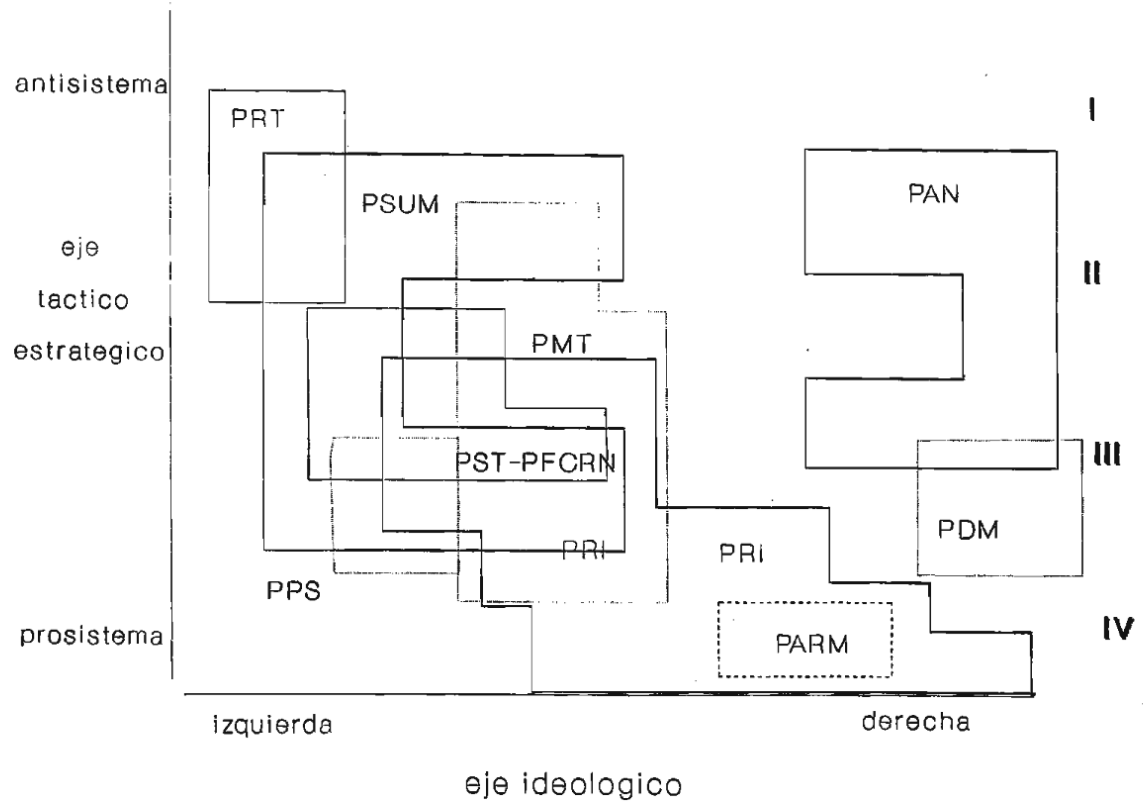 antisistema
I
PRT
PAN
PSUM
eje
II
tactico
PMT
estrategico
PST-PFCRN
III
PDM
PRI
PRI
PPS
IV
prosistema
PARM
izquierda
derecha
eje ideologico